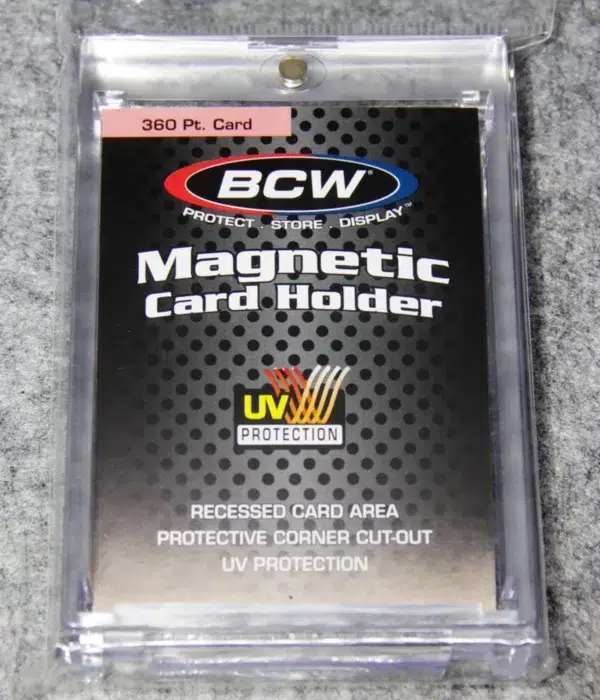 360 Pt. Card
BCW®
PROTECT . STORE . DISPLAY™
Magnetic
Card Holder
UV
PROTECTION
RECESSED CARD AREA
PROTECTIVE CORNER CUT-OUT
UV PROTECTION